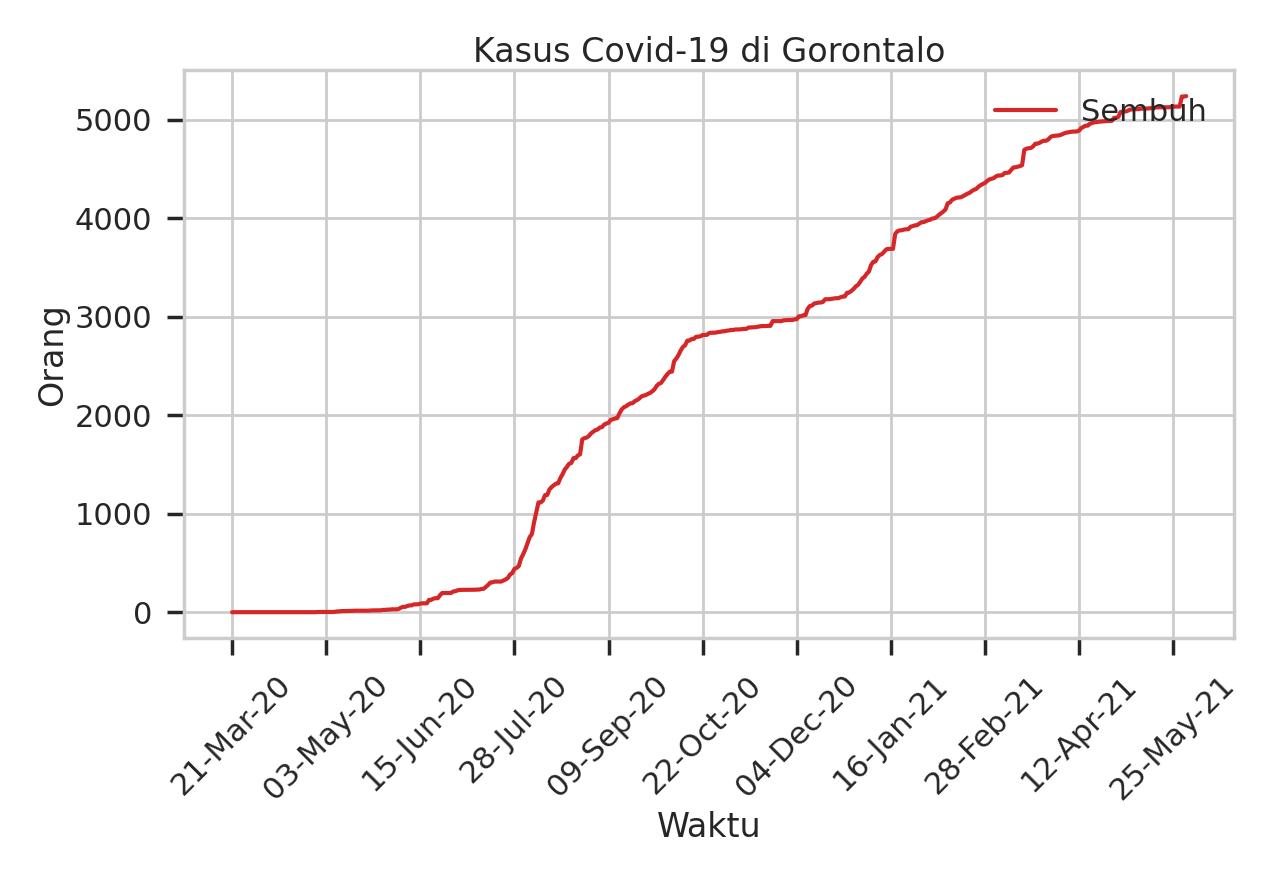 Kasus Covid-19 di Gorontalo
Sembuh
5000
4000
3000
2000
1000
0
Orang
21-Mar-20
03-May-20
15-Jun-20
28-Jul-20
09-Sep-20
22-Oct-20
04-Dec-20
16-Jan-21
28-Feb-21
12-Apr-21
25-May-21
Waktu